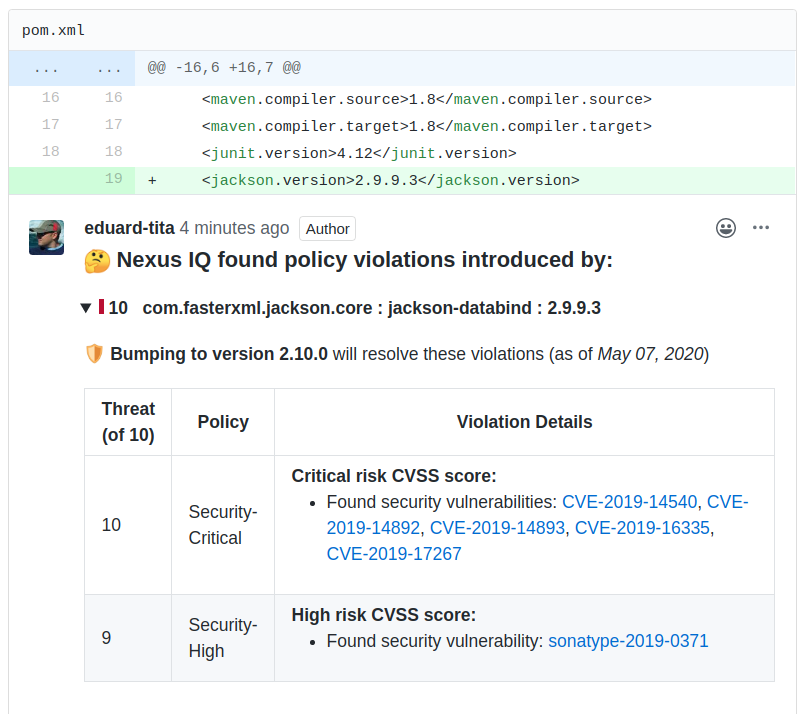 pom.xml
... ... @@ -16,6 +16,7 @@
16 16 <maven.compiler.source>1.8</maven.compiler.source>
17 17 <maven.compiler.target>1.8</maven.compiler.target>
18 18 <junit.version>4.12</junit.version>
19 + <jackson.version>2.9.9.3</jackson.version>
eduard-tita 4 minutes ago Author
Nexus IQ found policy violations introduced by:
10 com.fasterxml.jackson.core : jackson-databind : 2.9.9.3
Bumping to version 2.10.0 will resolve these violations (as of May 07, 2020)
Threat
(of 10)
Policy
Violation Details
10
Security-
Critical
Critical risk CVSS score:
• Found security vulnerabilities: CVE-2019-14540, CVE-
2019-14892, CVE-2019-14893, CVE-2019-16335,
CVE-2019-17267
9
Security-
High
High risk CVSS score:
• Found security vulnerability: sonatype-2019-0371